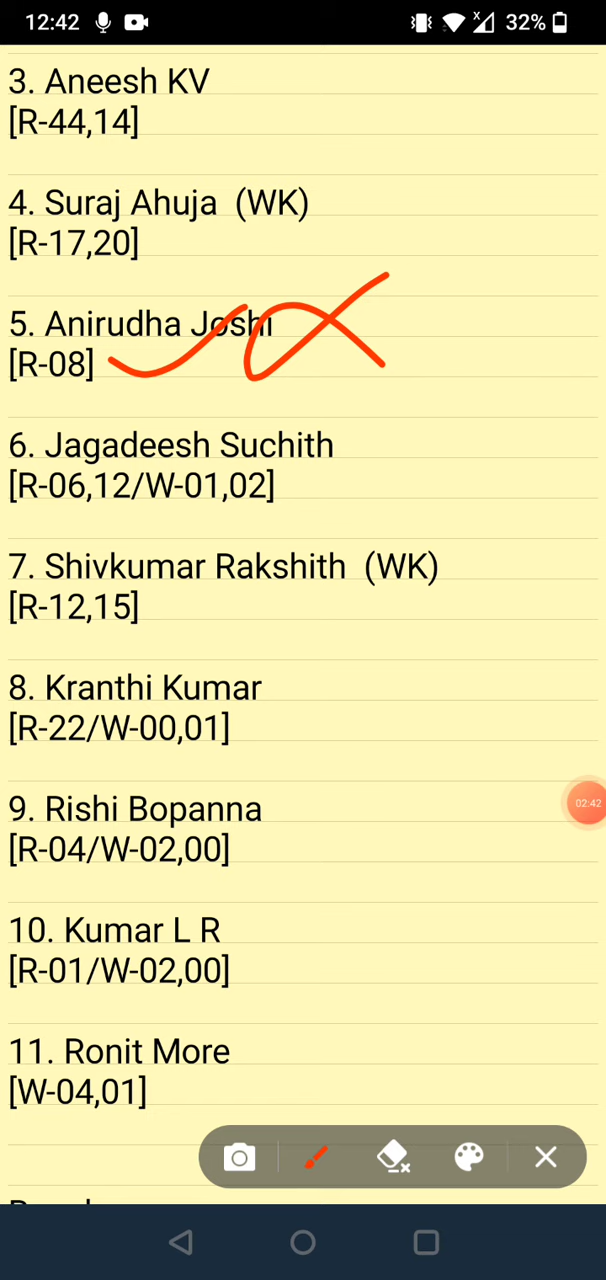 12:42
32%
3. Aneesh KV
[R-44,14]
4. Suraj Ahuja (WK)
[R-17,20]
5. Anirudha Joshi
[R-08]
6. Jagadeesh Suchith
[R-06,12/W-01,02]
7. Shivkumar Rakshith (WK)
[R-12,15]
8. Kranthi Kumar
[R-22/W-00,01]
02:42
9. Rishi Bopanna
[R-04/W-02,00]
10. Kumar L R
[R-01/W-02,00]
11. Ronit More
[W-04,01]